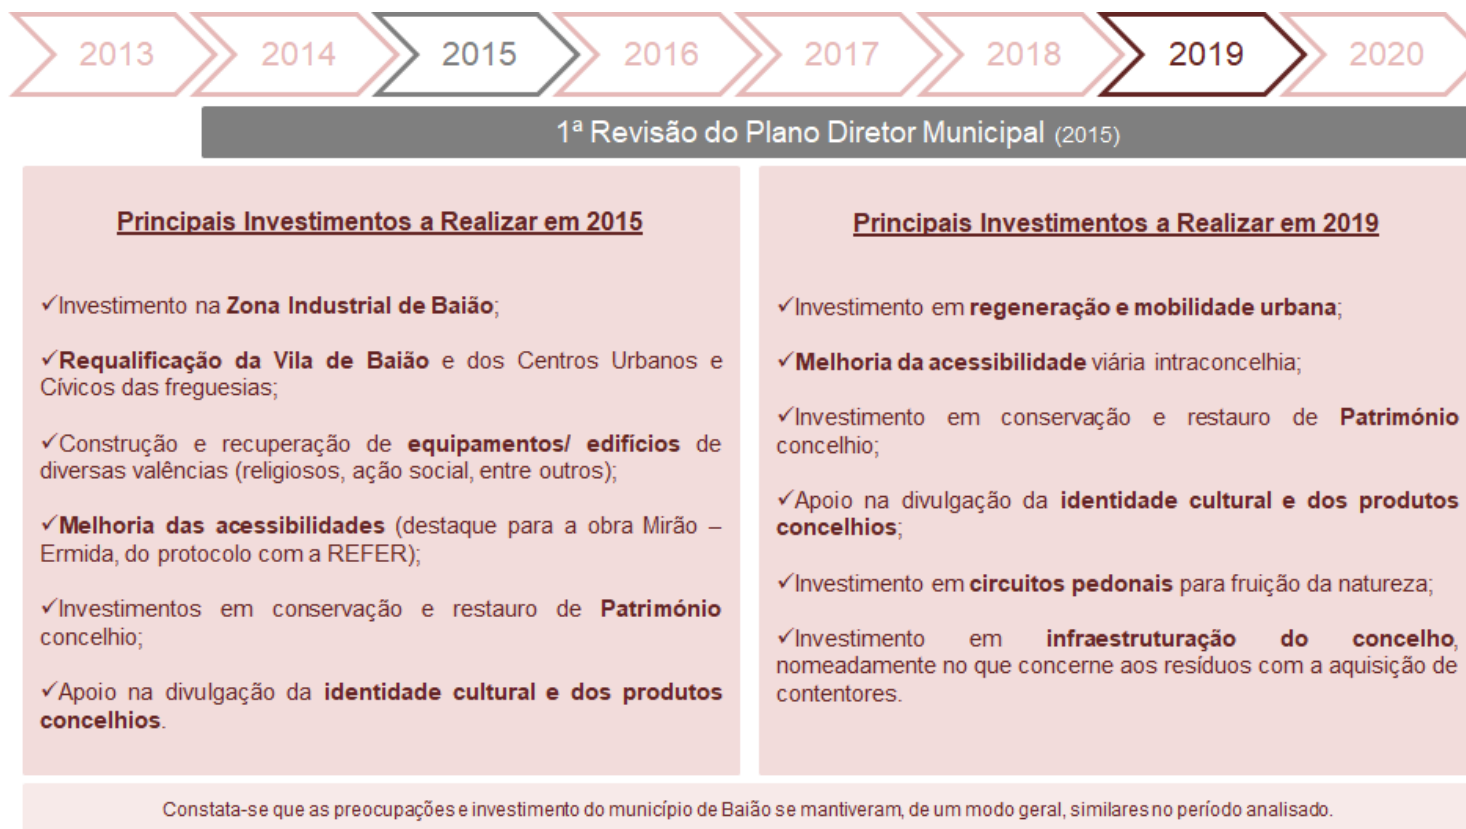 2013 2014 2015 2016 2017 2018 2019 2020
1ª Revisão do Plano Diretor Municipal (2015)
Principais Investimentos a Realizar em 2015
✓Investimento na Zona Industrial de Baião;
✓Requalificação da Vila de Baião e dos Centros Urbanos e
Cívicos das freguesias;
✓Construção e recuperação de equipamentos/ edifícios de
diversas valências (religiosos, ação social, entre outros);
✓Melhoria das acessibilidades (destaque para a obra Mirão –
Ermida, do protocolo com a REFER);
✓Investimentos em conservação e restauro de Património
concelhio;
✓Apoio na divulgação da identidade cultural e dos produtos
concelhios.
Principais Investimentos a Realizar em 2019
✓Investimento em regeneração e mobilidade urbana;
✓Melhoria da acessibilidade viária intraconcelhia;
✓Investimento em conservação e restauro de Património
concelhio;
✓Apoio na divulgação da identidade cultural e dos produtos
concelhios;
✓Investimento em circuitos pedonais para fruição da natureza;
✓Investimento em infraestruturação do concelho,
nomeadamente no que concerne aos resíduos com a aquisição de
contentores.
Constata-se que as preocupações e investimento do município de Baião se mantiveram, de um modo geral, similares no período analisado.